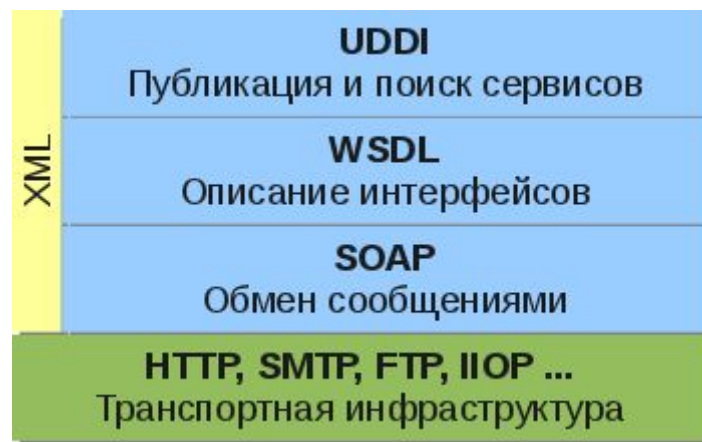 XML
UDDI
Публикация и поиск сервисов
WSDL
Описание интерфейсов
SOAP
Обмен сообщениями
HTTP, SMTP, FTP, IIOP ...
Транспортная инфраструктура